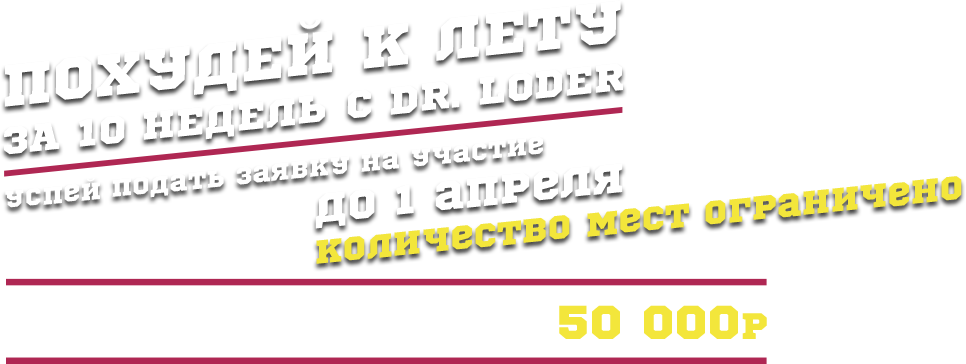 ПОХУДЕЙ К ЛЕТУ
ЗА 10 НЕДЕЛЬ С DR. LODER
УСПЕЙ ПОДАТЬ ЗАЯВКУ НА УЧАСТИЕ
ДО 1 АПРЕЛЯ
КОЛИЧЕСТВО МЕСТ ОГРАНИЧЕНО
50 000Р